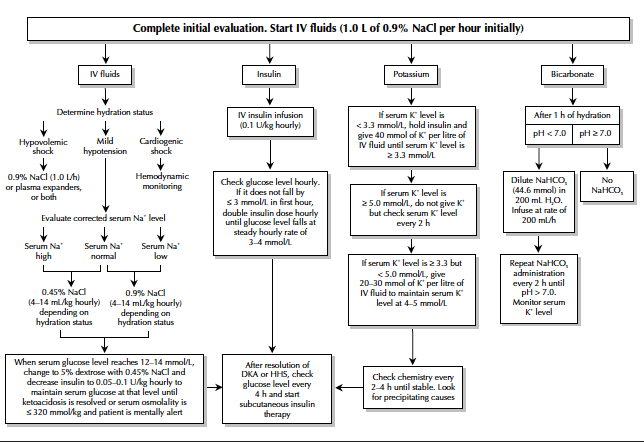 Complete initial evaluation. Start IV fluids (1.0 L of 0.9% NaCl per hour initially)
IV fluids
Determine hydration status
Hypovolemic
shock
Mild
hypotension
Cardiogenic
shock
0.9% NaCl (1.0 L/h)
or plasma expanders,
or both
Hemodynamic
monitoring
Evaluate corrected serum Na⁺ level
Serum Na⁺
high
Serum Na⁺
normal
Serum Na⁺
low
0.45% NaCl
(4–14 mL/kg hourly)
depending on
hydration status
0.9% NaCl
(4–14 mL/kg hourly)
depending on
hydration status
When serum glucose level reaches 12–14 mmol/L,
change to 5% dextrose with 0.45% NaCl and
decrease insulin to 0.05–0.1 U/kg hourly to
maintain serum glucose at that level until
ketoacidosis is resolved or serum osmolality is
≤ 320 mmol/kg and patient is mentally alert
Insulin
IV insulin infusion
(0.1 U/kg hourly)
Check glucose level hourly.
If it does not fall by
≤ 3 mmol/L in first hour,
double insulin dose hourly
until glucose level falls at
steady hourly rate of
3–4 mmol/L
After resolution of
DKA or HHS, check
glucose level every
4 h and start
subcutaneous insulin
therapy
Potassium
If serum K⁺ level is
< 3.3 mmol/L, hold insulin and
give 40 mmol of K⁺ per litre of
IV fluid until serum K⁺ level is
≥ 3.3 mmol/L
If serum K⁺ level is
≥ 5.0 mmol/L, do not give K⁺
but check serum K⁺ level
every 2 h
If serum K⁺ level is ≥ 3.3 but
< 5.0 mmol/L, give
20–30 mmol of K⁺ per litre of
IV fluid to maintain serum K⁺
level at 4–5 mmol/L
Check chemistry every
2–4 h until stable. Look
for precipitating causes
Bicarbonate
After 1 h of hydration
pH < 7.0
pH ≥ 7.0
Dilute NaHCO₃
(44.6 mmol) in
200 mL H₂O.
Infuse at rate of
200 mL/h
No
NaHCO₃
Repeat NaHCO₃
administration
every 2 h until
pH > 7.0.
Monitor serum
K⁺ level